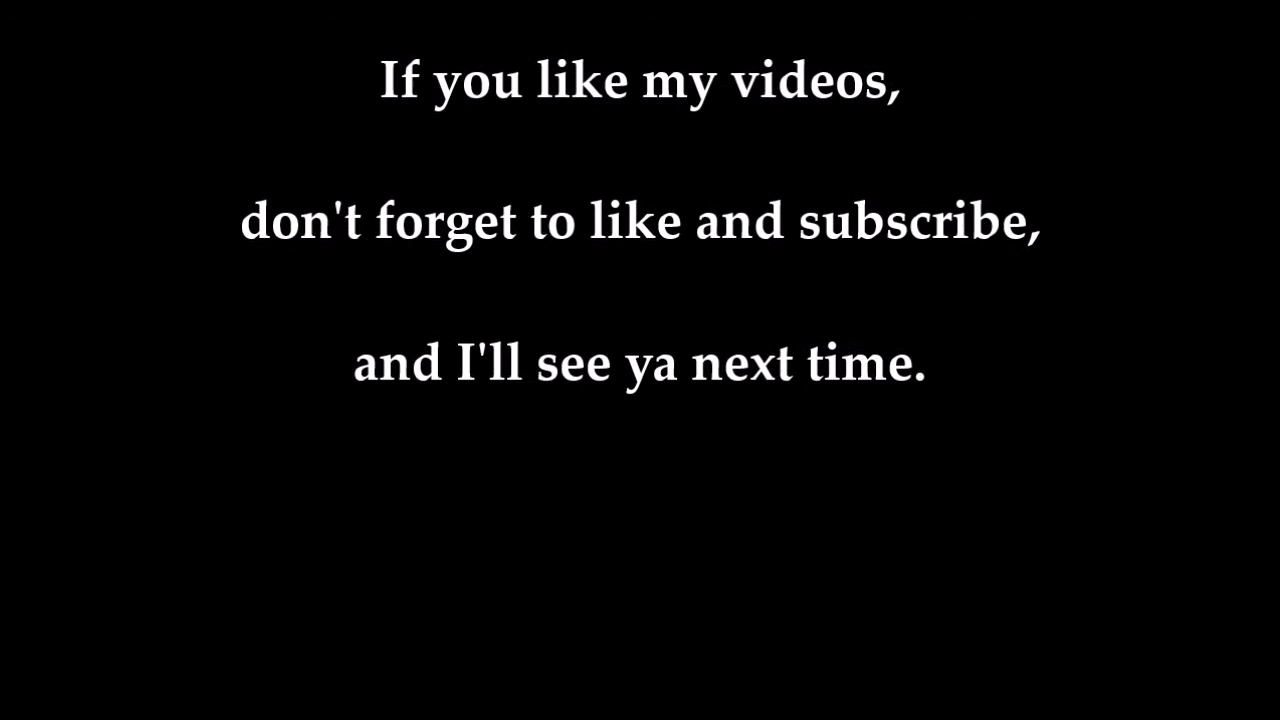 If you like my videos,
don't forget to like and subscribe,
and I'll see ya next time.